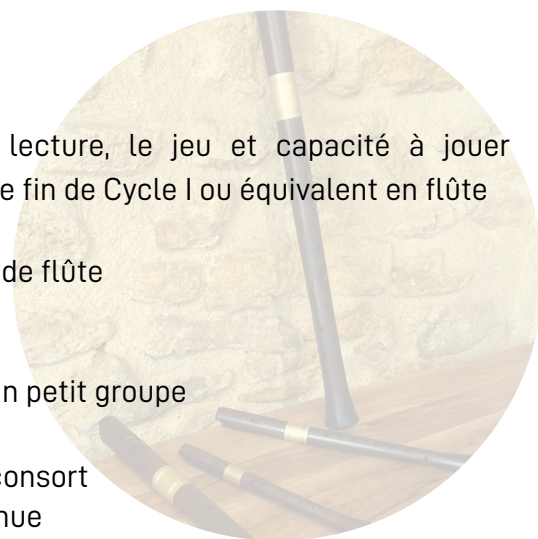 lecture, le jeu et capacité à jouer
e fin de Cycle I ou équivalent en flûte
de flûte
n petit groupe
consort
nue